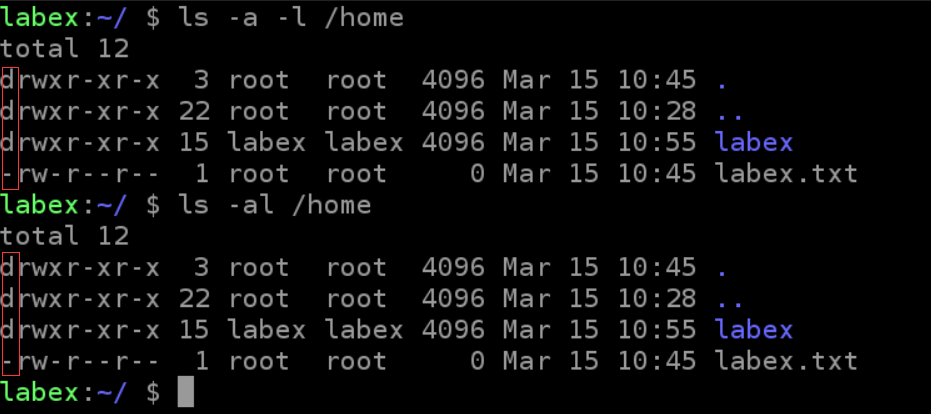 labex:~/ $ ls -a -l /home
total 12
drwxr-xr-x  3 root  root  4096 Mar 15 10:45 .
drwxr-xr-x 22 root  root  4096 Mar 15 10:28 ..
drwxr-xr-x 15 labex labex 4096 Mar 15 10:55 labex
-rw-r--r--  1 root  root     0 Mar 15 10:45 labex.txt
labex:~/ $ ls -al /home
total 12
drwxr-xr-x  3 root  root  4096 Mar 15 10:45 .
drwxr-xr-x 22 root  root  4096 Mar 15 10:28 ..
drwxr-xr-x 15 labex labex 4096 Mar 15 10:55 labex
-rw-r--r--  1 root  root     0 Mar 15 10:45 labex.txt
labex:~/ $